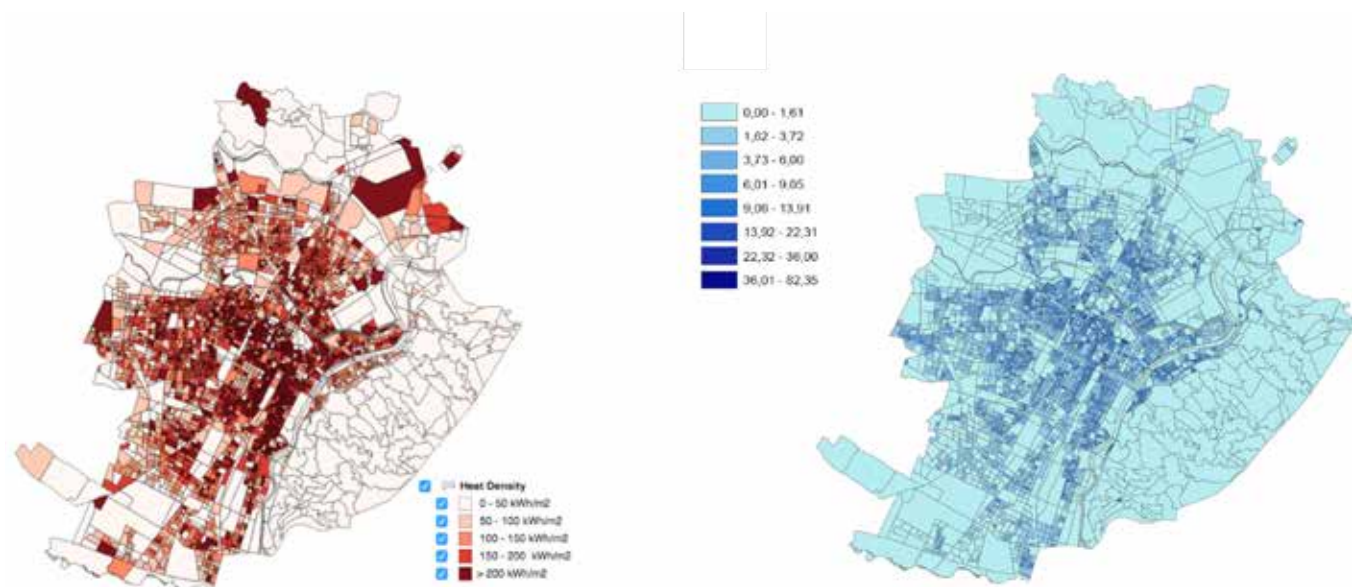 0,00 - 1,61
1,62 - 3,72
3,73 - 6,00
6,01 - 9,05
9,06 - 13,91
13,92 - 22,31
22,32 - 36,00
36,01 - 82,35
Heat Density
0 - 50 kWh/m2
50 - 100 kWh/m2
100 - 150 kWh/m2
150 - 200 kWh/m2
> 200 kWh/m2